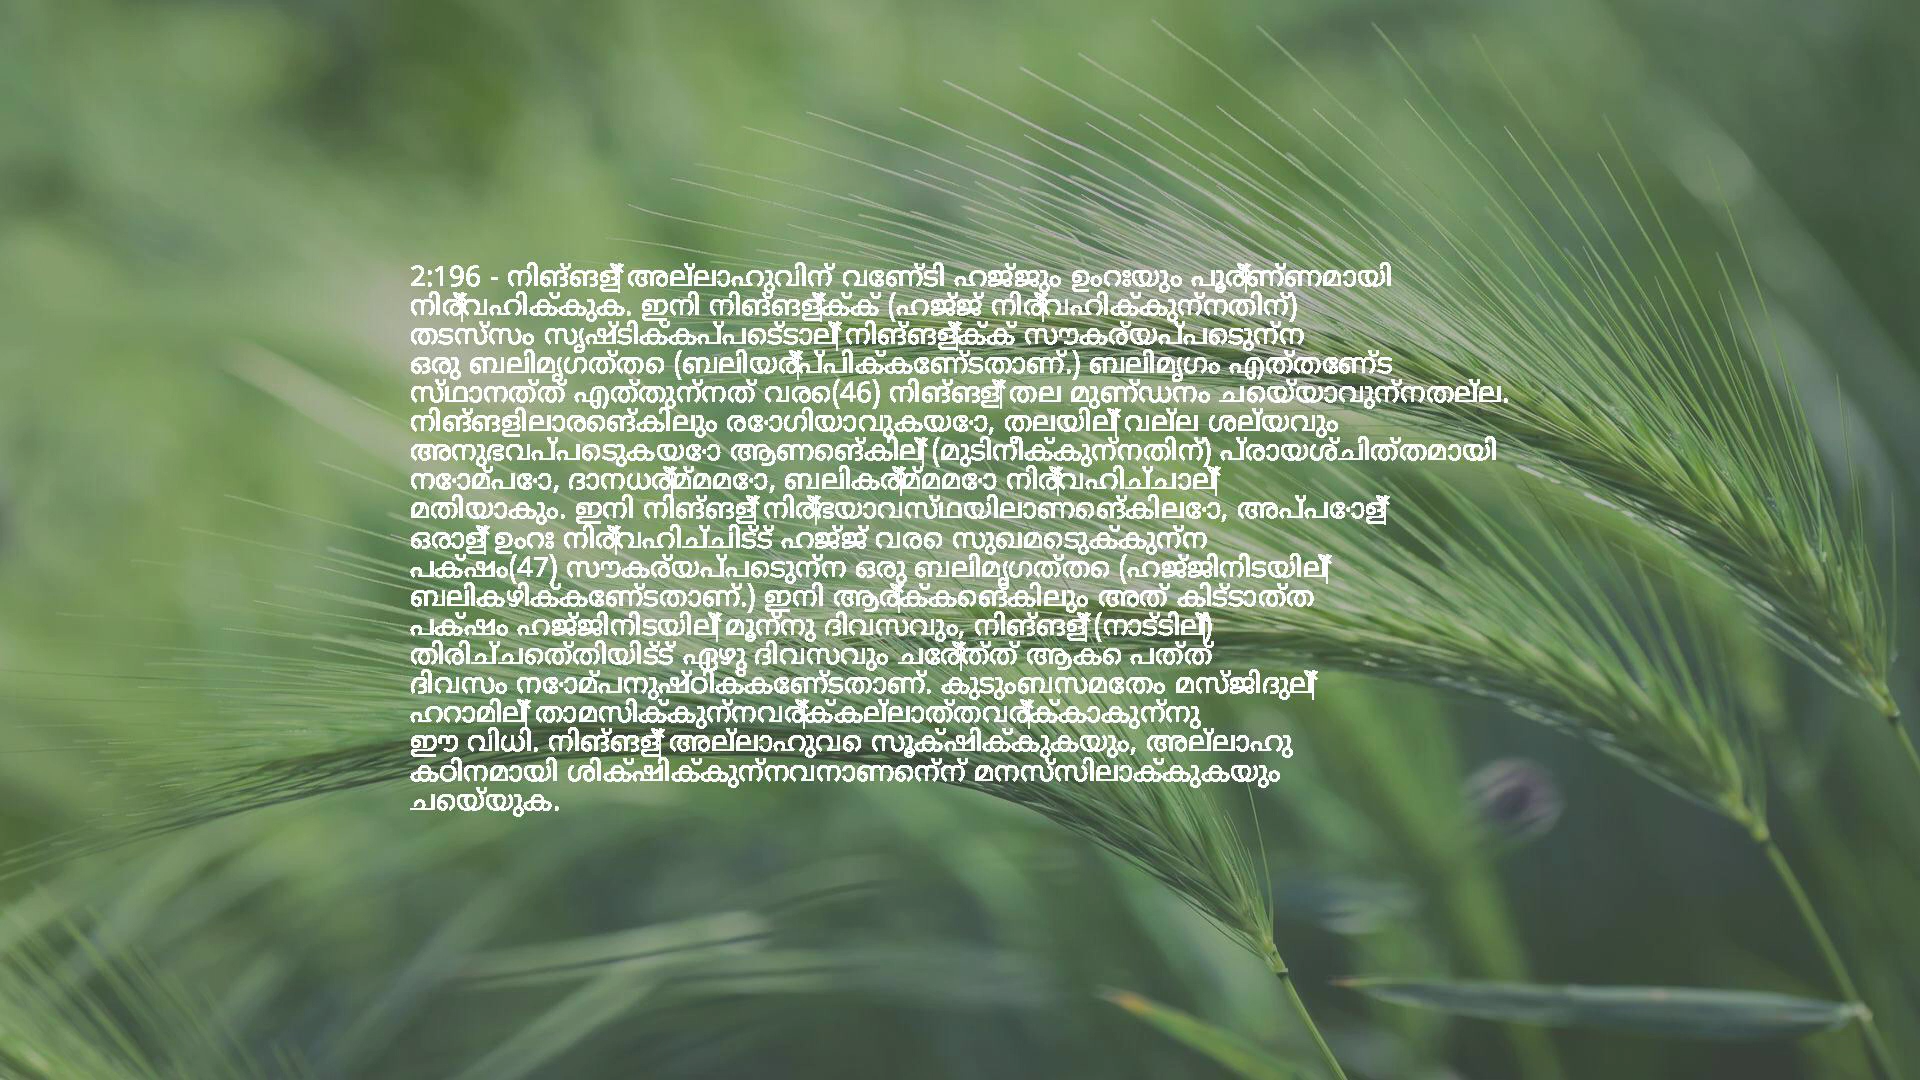 2:196 - നിങ്ങള്‍ അല്ലാഹുവിന് വേണ്ടി ഹജ്ജും ഉംറഃയും പൂര്‍ണ്ണമായി
നിര്‍വഹിക്കുക. ഇനി നിങ്ങള്‍ക്ക് (ഹജ്ജ് നിര്‍വഹിക്കുന്നതിന്)
തടസ്സം സൃഷ്ടിക്കപ്പെട്ടാല്‍ നിങ്ങള്‍ക്ക് സൗകര്യപ്പെടുന്ന
ഒരു ബലിമൃഗത്തെ (ബലിയര്‍പ്പിക്കേണ്ടതാണ്.) ബലിമൃഗം എത്തേണ്ട
സ്ഥാനത്ത് എത്തുന്നത് വരെ(46) നിങ്ങള്‍ തല മുണ്ഡനം ചെയ്യാവുന്നതല്ല.
നിങ്ങളിലാരെങ്കിലും രോഗിയാവുകയോ, തലയില്‍ വല്ല ശല്യവും
അനുഭവപ്പെടുകയോ ആണെങ്കില്‍ (മുടിനീക്കുന്നതിന്) പ്രായശ്ചിത്തമായി
നോമ്പോ, ദാനധര്‍മ്മമോ, ബലികര്‍മ്മമോ നിര്‍വഹിച്ചാല്‍
മതിയാകും. ഇനി നിങ്ങള്‍ നിര്‍ഭയാവസ്ഥയിലാണെങ്കിലോ, അപ്പോള്‍
ഒരാള്‍ ഉംറഃ നിര്‍വഹിച്ചിട്ട് ഹജ്ജ് വരെ സുഖമെടുക്കുന്ന
പക്ഷം(47) സൗകര്യപ്പെടുന്ന ഒരു ബലിമൃഗത്തെ (ഹജ്ജിനിടയില്‍
ബലികഴിക്കേണ്ടതാണ്.) ഇനി ആര്‍ക്കെങ്കിലും അത് കിട്ടാത്ത
പക്ഷം ഹജ്ജിനിടയില്‍ മൂന്നു ദിവസവും, നിങ്ങള്‍ (നാട്ടില്‍)
തിരിച്ചെത്തിയിട്ട് ഏഴു ദിവസവും ചേര്‍ത്ത് ആകെ പത്ത്
ദിവസം നോമ്പനുഷ്ഠിക്കേണ്ടതാണ്. കുടുംബസമേതം മസ്ജിദുല്‍
ഹറാമില്‍ താമസിക്കുന്നവര്‍ക്കല്ലാത്തവര്‍ക്കാകുന്നു
ഈ വിധി. നിങ്ങള്‍ അല്ലാഹുവെ സൂക്ഷിക്കുകയും, അല്ലാഹു
കഠിനമായി ശിക്ഷിക്കുന്നവനാണെന്ന് മനസ്സിലാക്കുകയും
ചെയ്യുക.